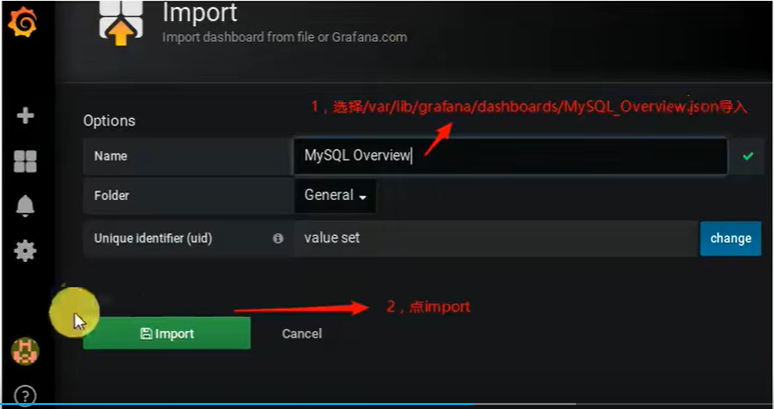 Import
Import dashboard from file or Grafana.com
1，选择/var/lib/grafana/dashboards/MySQL_Overview.json导入
Options
Name
MySQL Overview
Folder
General
Unique identifier (uid)
value set
change
2，点import
Import
Cancel